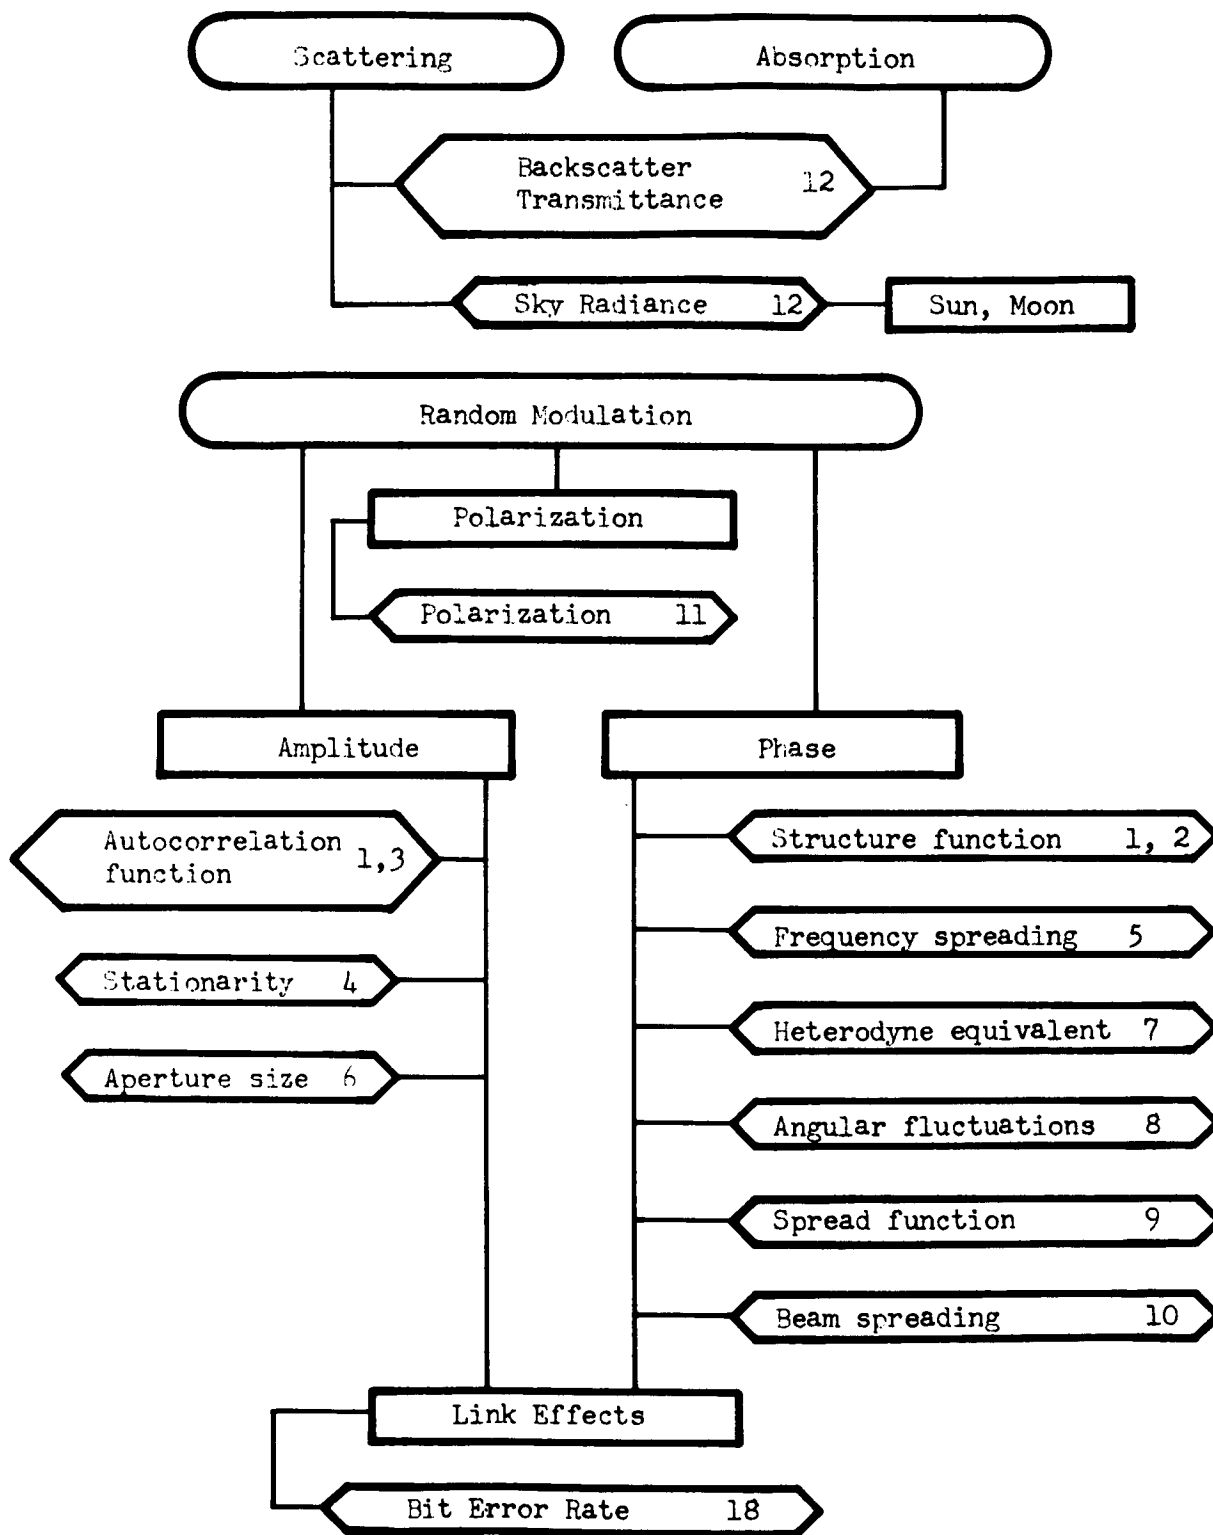 Scattering
Absorption
Backscatter
Transmittance 12
Sky Radiance 12
Sun, Moon
Random Modulation
Polarization
Polarization 11
Amplitude
Phase
Autocorrelation
function 1,3
Stationarity 4
Aperture size 6
Structure function 1, 2
Frequency spreading 5
Heterodyne equivalent 7
Angular fluctuations 8
Spread function 9
Beam spreading 10
Link Effects
Bit Error Rate 18